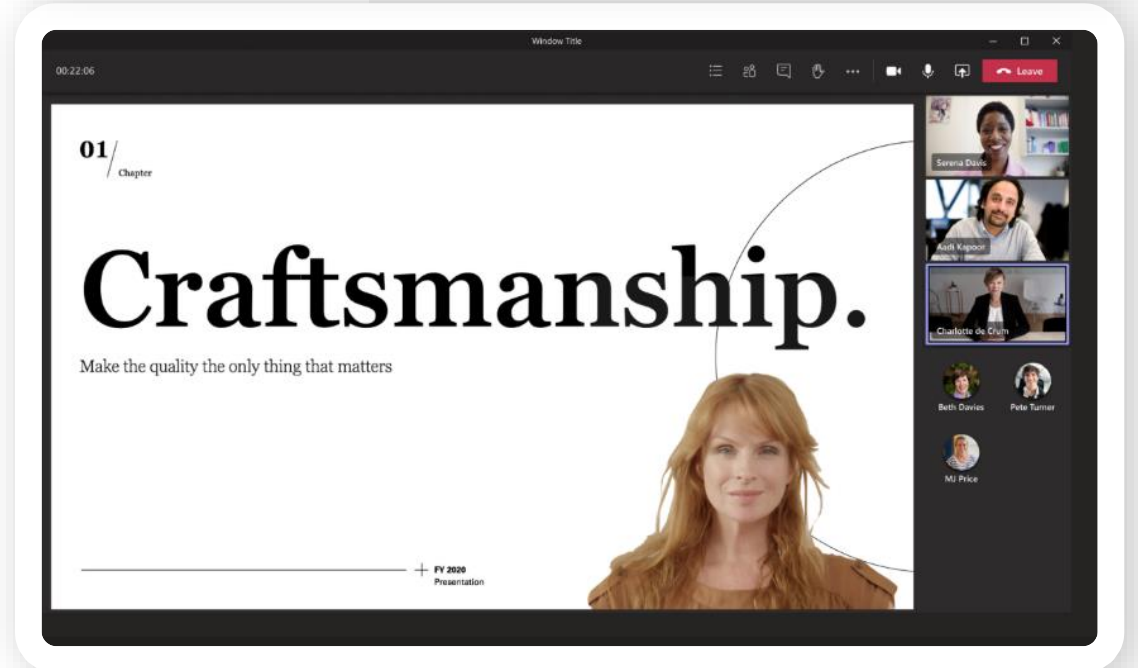 Window Title
00:22:06
Leave
01
Chapter
Craftsmanship.
Make the quality the only thing that matters
FY 2020
Presentation
Serena Davis
Aadi Kapoor
Charlotte de Crum
Beth Davies Pete Turner
MJ Price